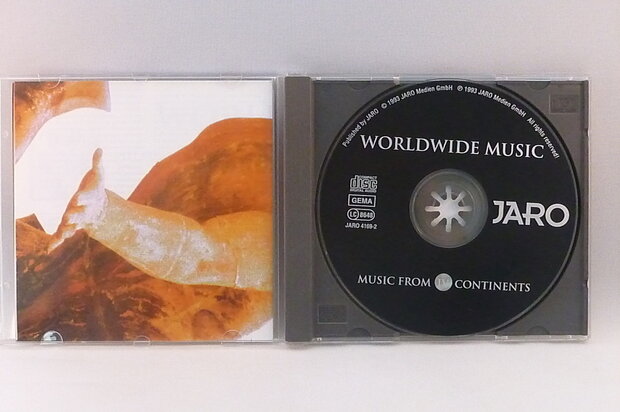 Published by JARO © 1993 JARO Medien GmbH ℗ 1993 JARO Medien GmbH All rights reserved!
WORLDWIDE MUSIC
COMPACT
disc
DIGITAL AUDIO
GEMA
LC 8648
JARO 4169-2
JARO
MUSIC FROM CONTINENTS